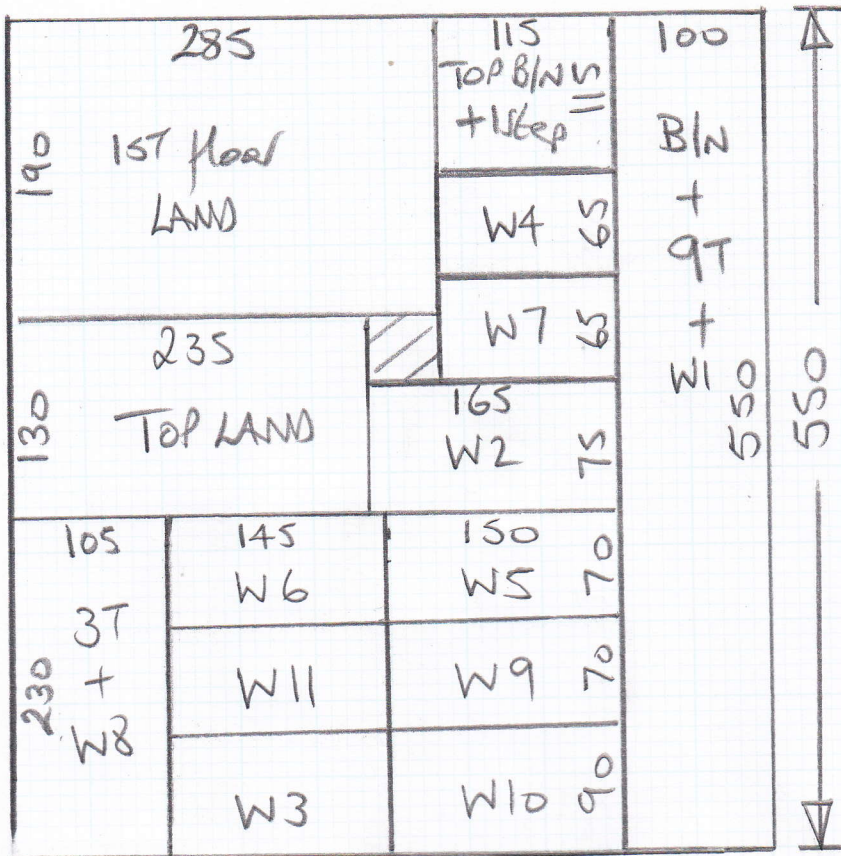 285
115
100
TOP B/N 115
+1step
190
1ST floor
LAND
B/N
+
9T
+
W1
550
550
W4 65
W7 65
235
130
TOP LAND
165
W2 75
105
145
150
W6
W5 70
230
3T
+
W8
W11
W9 70
W3
W10 90